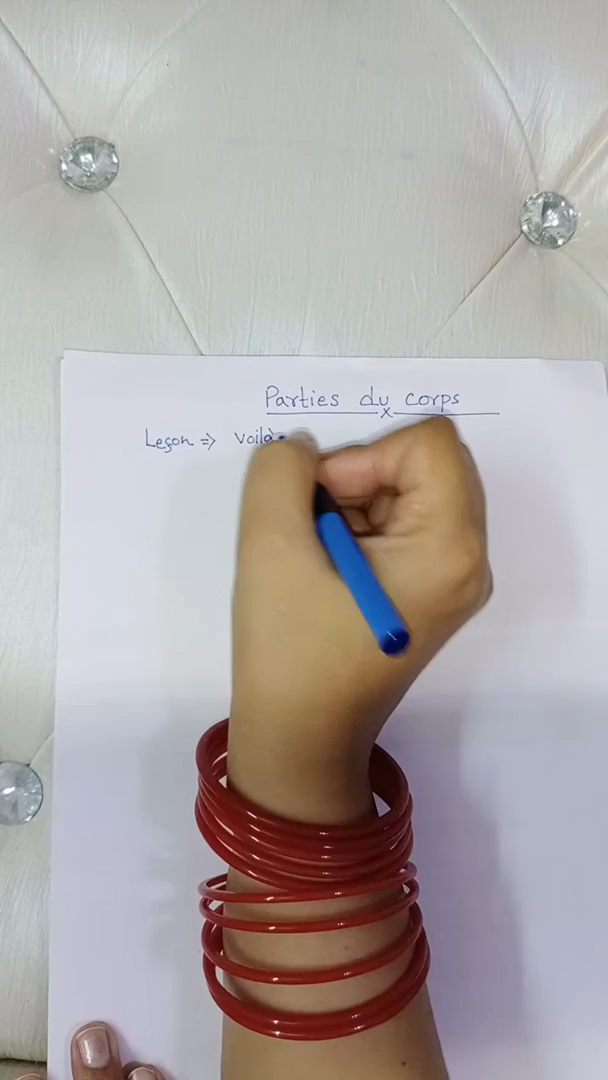 Parties du corps
x
Leçon => voilà